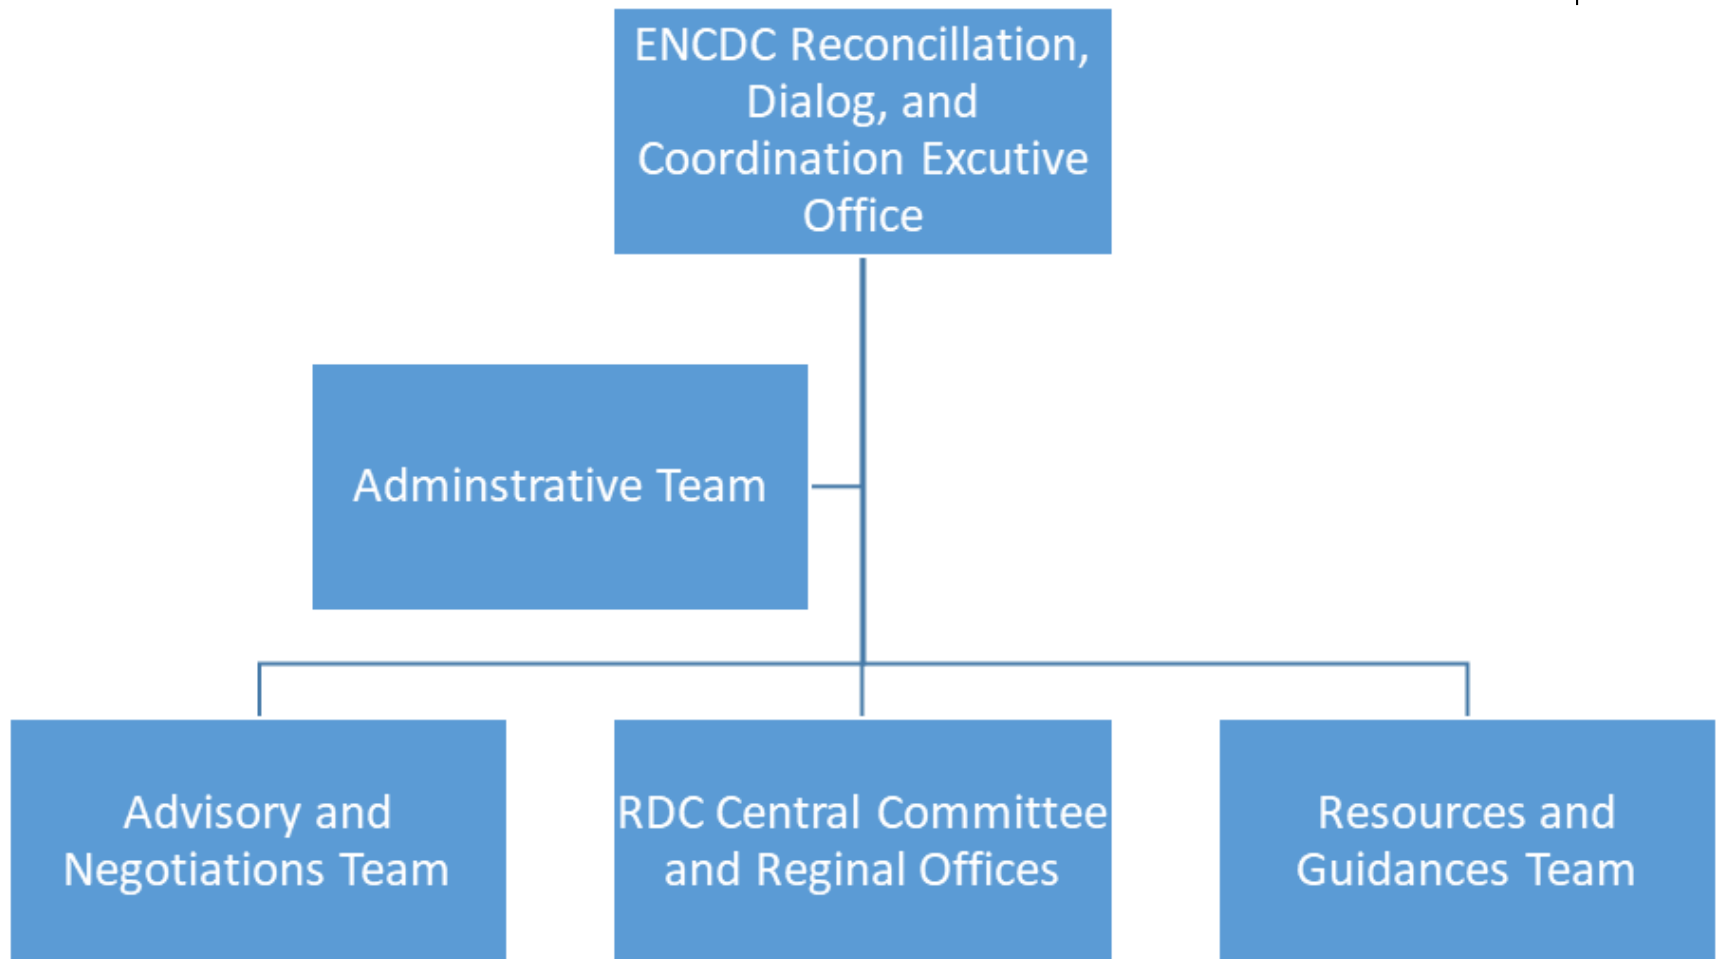 ENCDC Reconcillation,
Dialog, and
Coordination Excutive
Office
Adminstrative Team
Advisory and
Negotiations Team
RDC Central Committee
and Reginal Offices
Resources and
Guidances Team